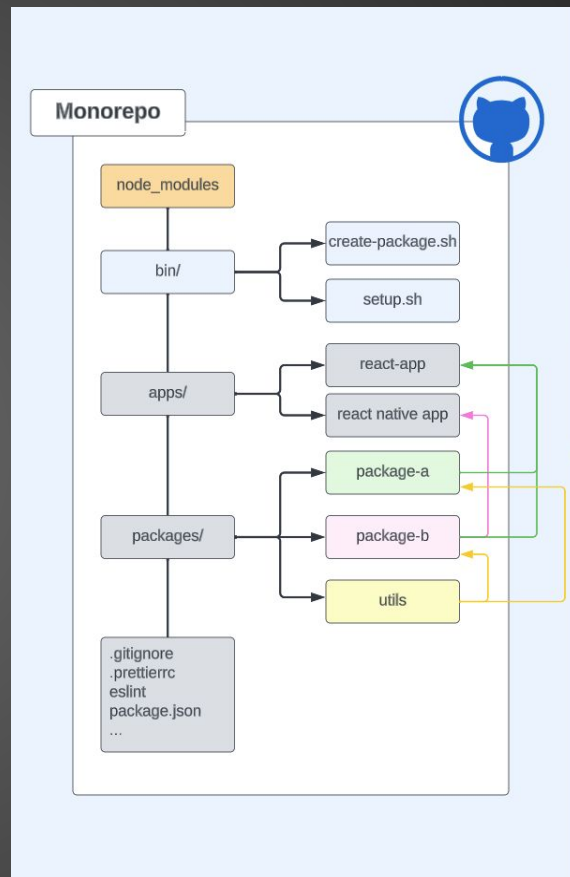 Monorepo
node_modules
bin/
create-package.sh
setup.sh
apps/
react-app
react native app
packages/
package-a
package-b
utils
.gitignore
.prettierrc
eslint
package.json
...